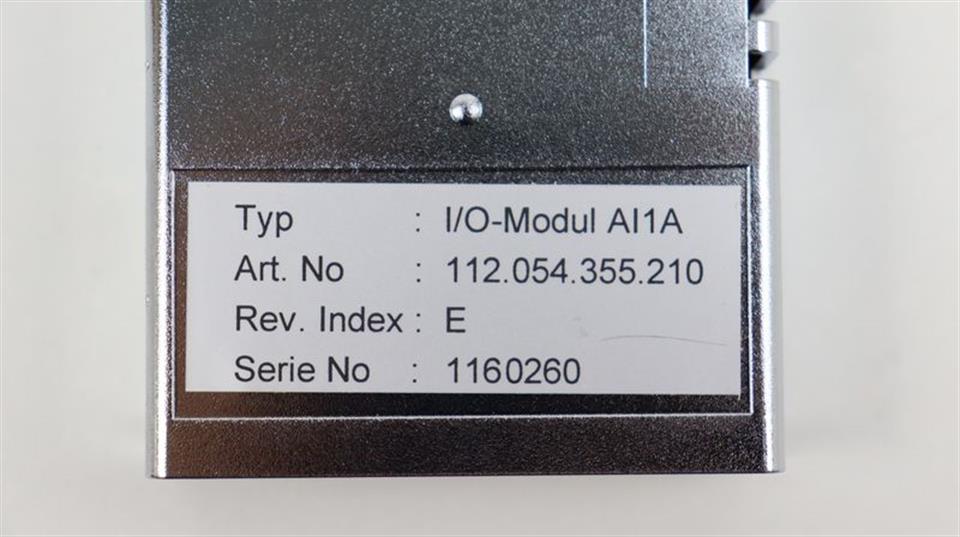 Typ : I/O-Modul AI1A
Art. No : 112.054.355.210
Rev. Index : E
Serie No : 1160260